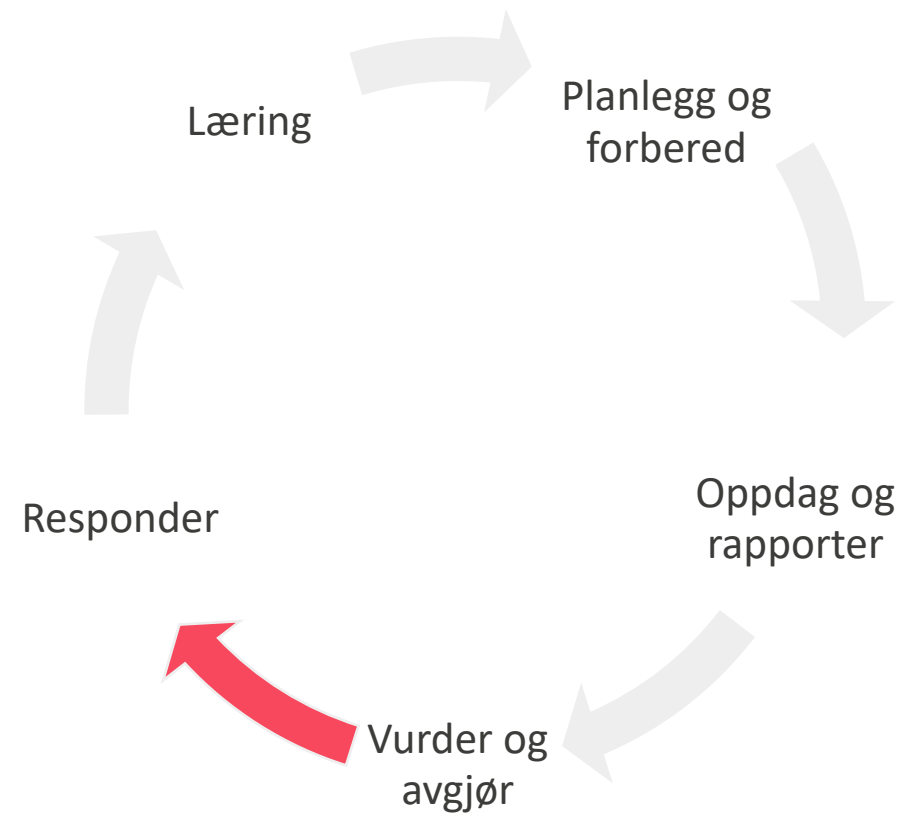 Læring
Planlegg og
forbered
Oppdag og
rapporter
Vurder og
avgjør
Responder